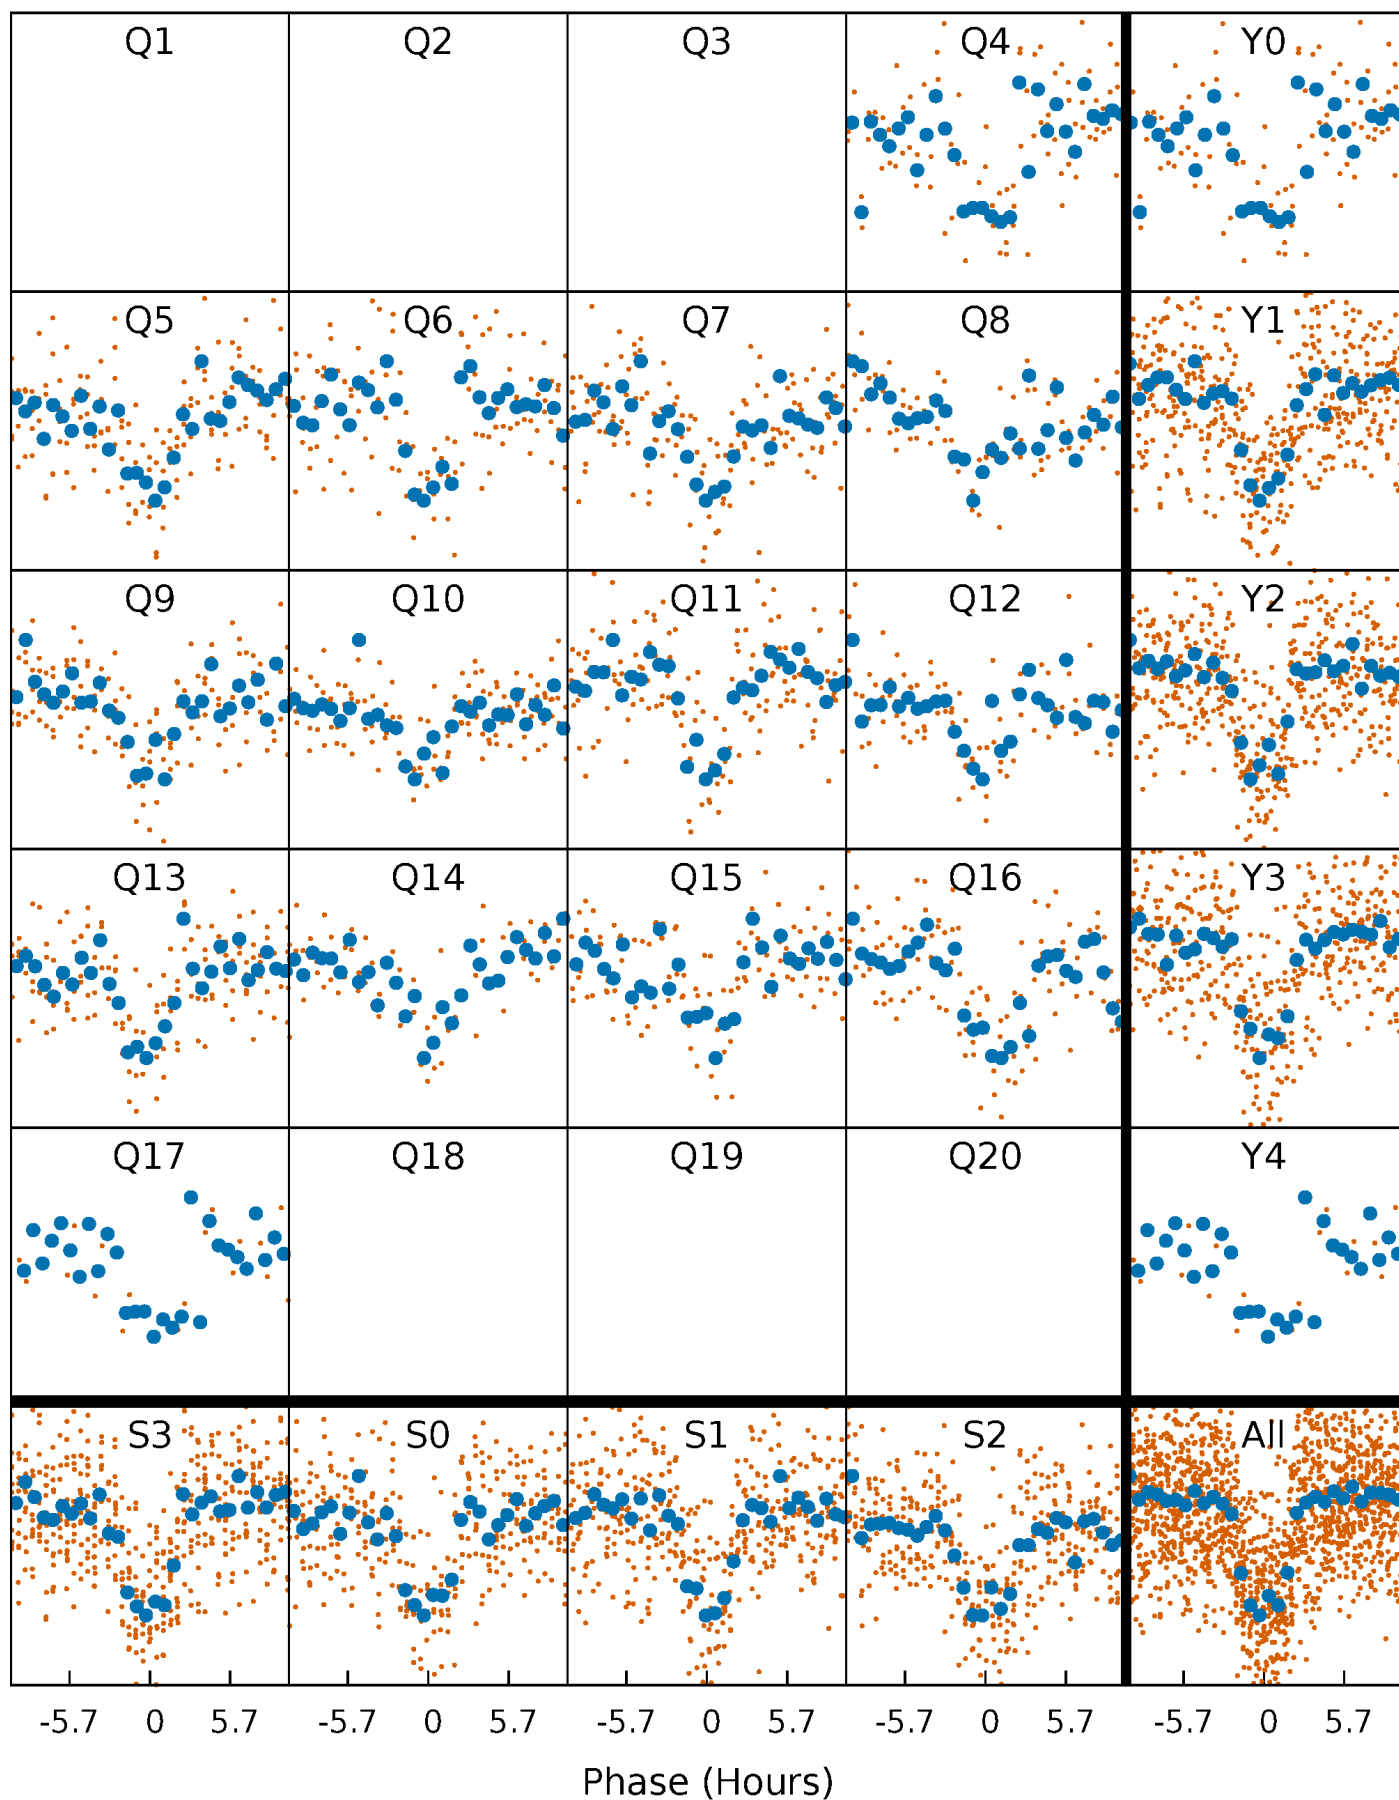 Q1 Q2 Q3 Q4 Y0
Q5 Q6 Q7 Q8 Y1
Q9 Q10 Q11 Q12 Y2
Q13 Q14 Q15 Q16 Y3
Q17 Q18 Q19 Q20 Y4
S3 S0 S1 S2 All
-5.7 0 5.7 -5.7 0 5.7 -5.7 0 5.7 -5.7 0 5.7 -5.7 0 5.7
Phase (Hours)